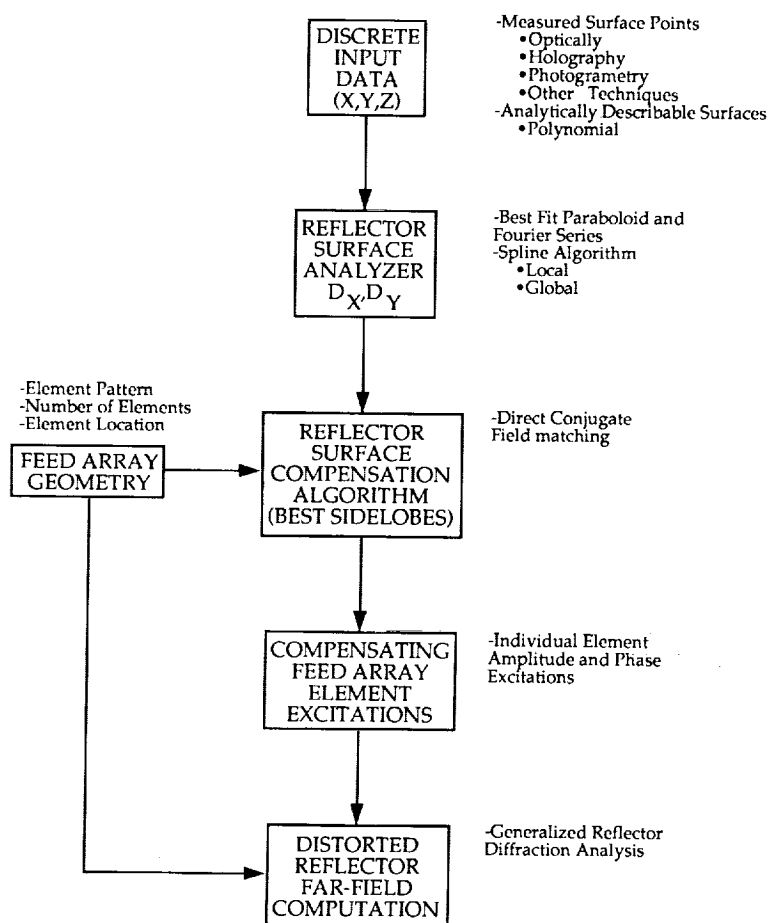 DISCRETE
INPUT
DATA
(X,Y,Z)
-Measured Surface Points
•Optically
•Holography
•Photogrametry
•Other Techniques
-Analytically Describable Surfaces
•Polynomial
REFLECTOR
SURFACE
ANALYZER
DX,DY
-Best Fit Paraboloid and
Fourier Series
-Spline Algorithm
•Local
•Global
-Element Pattern
-Number of Elements
-Element Location
FEED ARRAY
GEOMETRY
REFLECTOR
SURFACE
COMPENSATION
ALGORITHM
(BEST SIDELOBES)
-Direct Conjugate
Field matching
COMPENSATING
FEED ARRAY
ELEMENT
EXCITATIONS
-Individual Element
Amplitude and Phase
Excitations
DISTORTED
REFLECTOR
FAR-FIELD
COMPUTATION
-Generalized Reflector
Diffraction Analysis